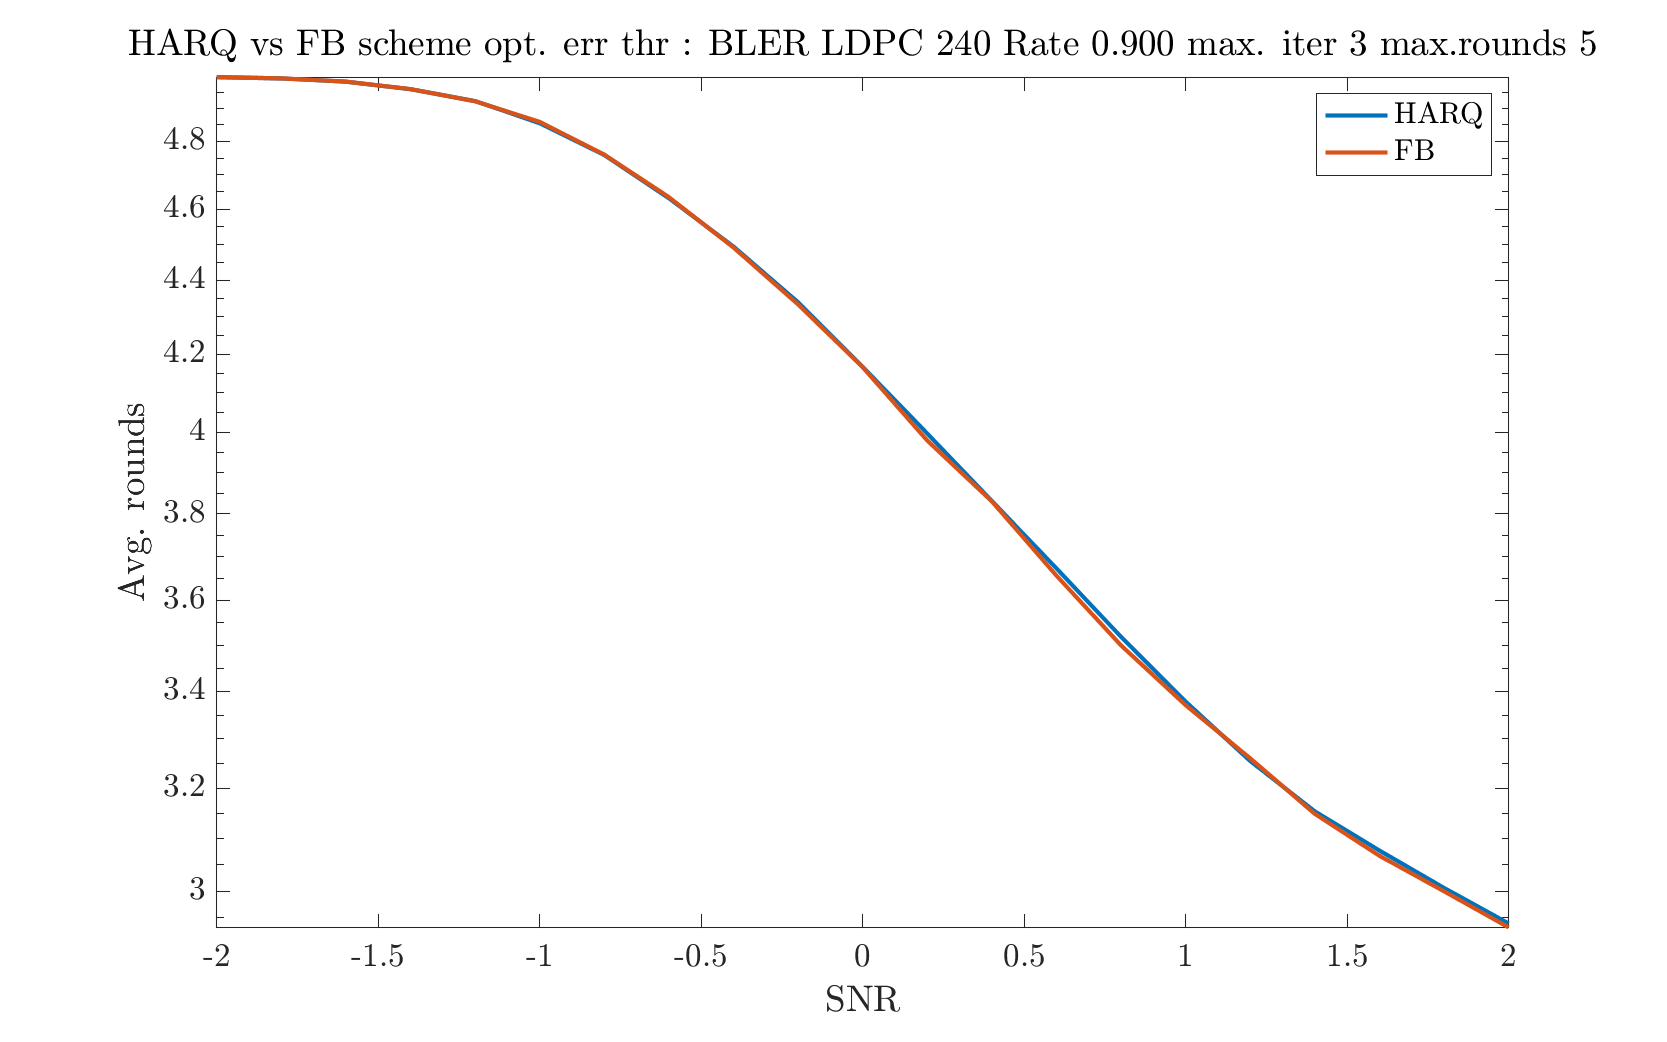 HARQ vs FB scheme opt. err thr : BLER LDPC 240 Rate 0.900 max. iter 3 max.rounds 5
HARQ
FB
4.8
4.6
4.4
4.2
4
3.8
3.6
3.4
3.2
3
Avg. rounds
-2 -1.5 -1 -0.5 0 0.5 1 1.5 2
SNR